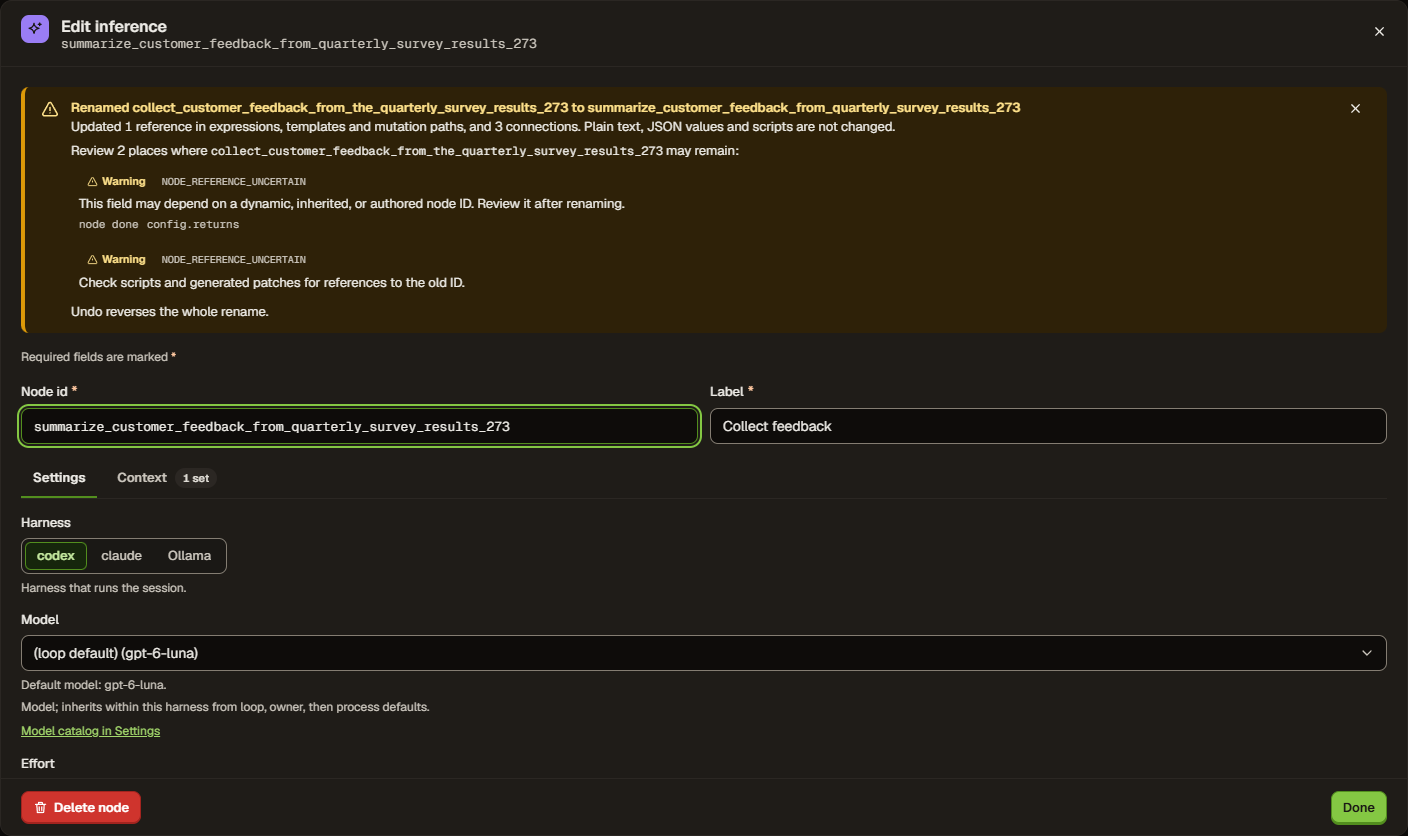 Edit inference
summarize_customer_feedback_from_quarterly_survey_results_273
Renamed collect_customer_feedback_from_the_quarterly_survey_results_273 to summarize_customer_feedback_from_quarterly_survey_results_273
Updated 1 reference in expressions, templates and mutation paths, and 3 connections. Plain text, JSON values and scripts are not changed.
Review 2 places where collect_customer_feedback_from_the_quarterly_survey_results_273 may remain:
Warning NODE_REFERENCE_UNCERTAIN
This field may depend on a dynamic, inherited, or authored node ID. Review it after renaming.
node done config.returns
Warning NODE_REFERENCE_UNCERTAIN
Check scripts and generated patches for references to the old ID.
Undo reverses the whole rename.
Required fields are marked *
Node id * Label *
summarize_customer_feedback_from_quarterly_survey_results_273 Collect feedback
Settings Context 1 set
Harness
codex claude Ollama
Harness that runs the session.
Model
(loop default) (gpt-6-luna)
Default model: gpt-6-luna.
Model; inherits within this harness from loop, owner, then process defaults.
Model catalog in Settings
Effort
Delete node Done